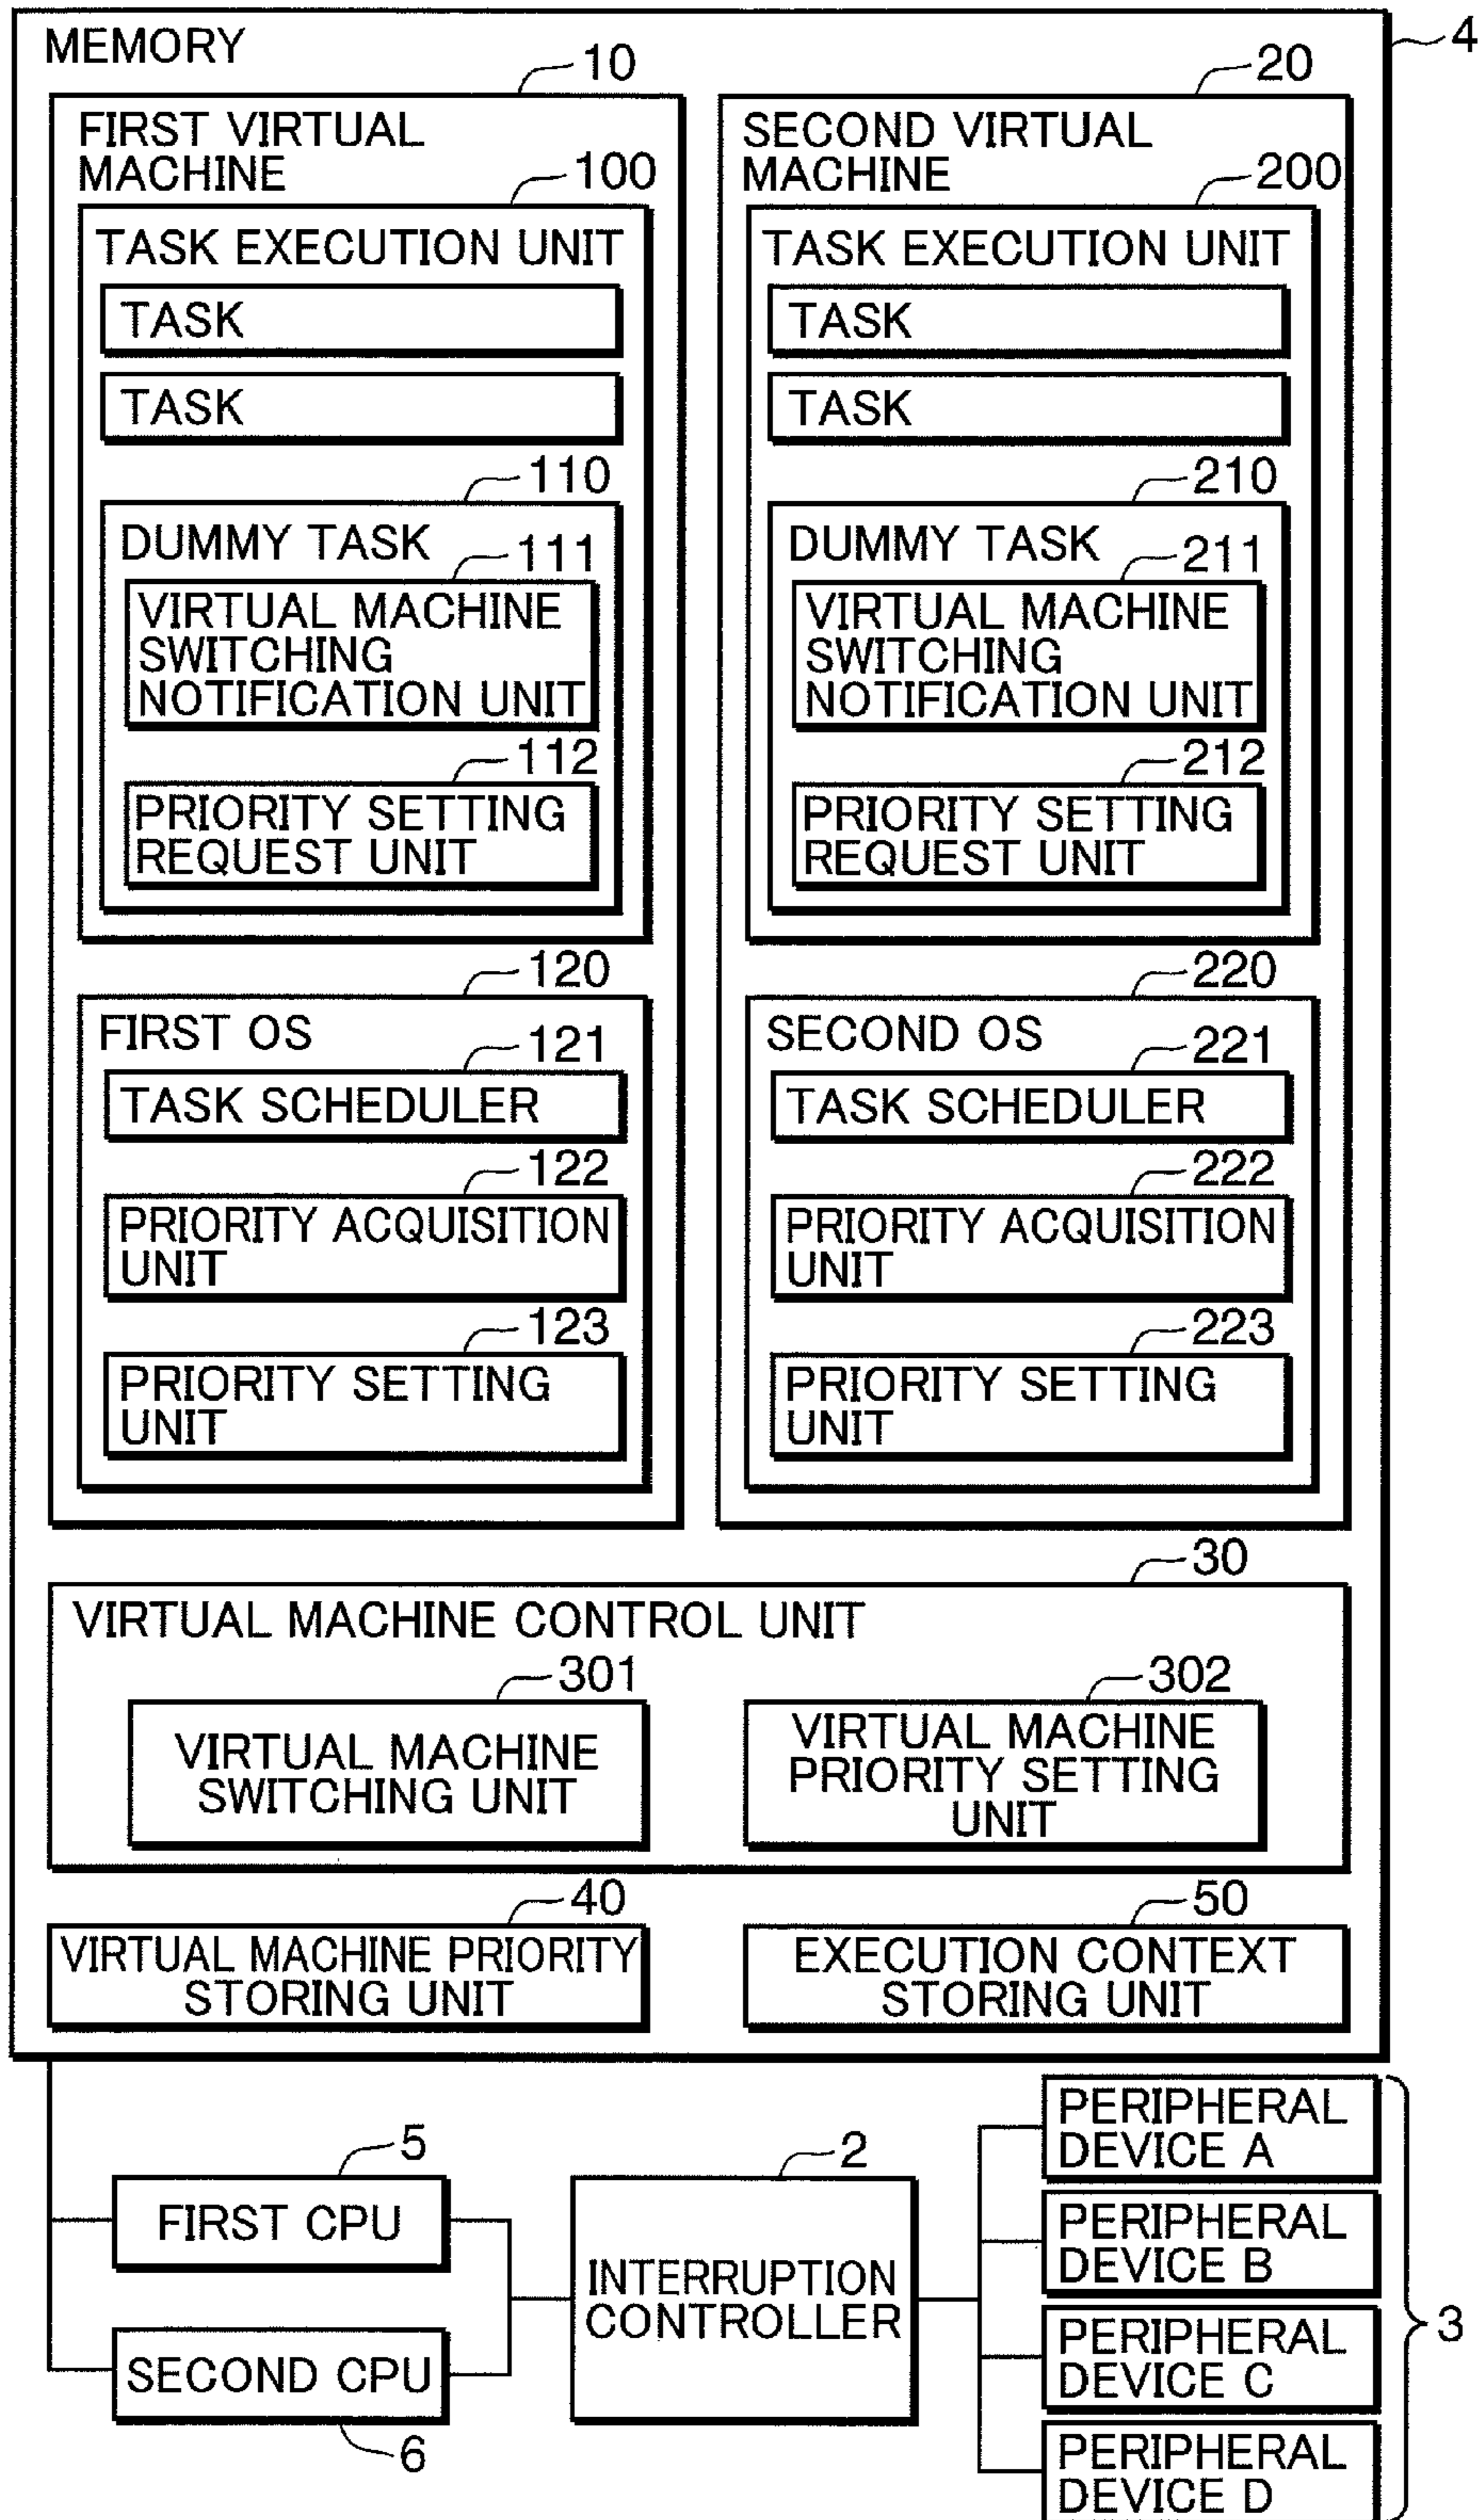 MEMORY
4
10
FIRST VIRTUAL
MACHINE
100
TASK EXECUTION UNIT
TASK
TASK
110
DUMMY TASK
111
VIRTUAL MACHINE
SWITCHING
NOTIFICATION UNIT
112
PRIORITY SETTING
REQUEST UNIT
120
FIRST OS
121
TASK SCHEDULER
122
PRIORITY ACQUISITION
UNIT
123
PRIORITY SETTING
UNIT
20
SECOND VIRTUAL
MACHINE
200
TASK EXECUTION UNIT
TASK
TASK
210
DUMMY TASK
211
VIRTUAL MACHINE
SWITCHING
NOTIFICATION UNIT
212
PRIORITY SETTING
REQUEST UNIT
220
SECOND OS
221
TASK SCHEDULER
222
PRIORITY ACQUISITION
UNIT
223
PRIORITY SETTING
UNIT
30
VIRTUAL MACHINE CONTROL UNIT
301
VIRTUAL MACHINE
SWITCHING UNIT
302
VIRTUAL MACHINE
PRIORITY SETTING
UNIT
40
VIRTUAL MACHINE PRIORITY
STORING UNIT
50
EXECUTION CONTEXT
STORING UNIT
5
FIRST CPU
SECOND CPU
6
2
INTERRUPTION
CONTROLLER
PERIPHERAL
DEVICE A
PERIPHERAL
DEVICE B
PERIPHERAL
DEVICE C
PERIPHERAL
DEVICE D
3